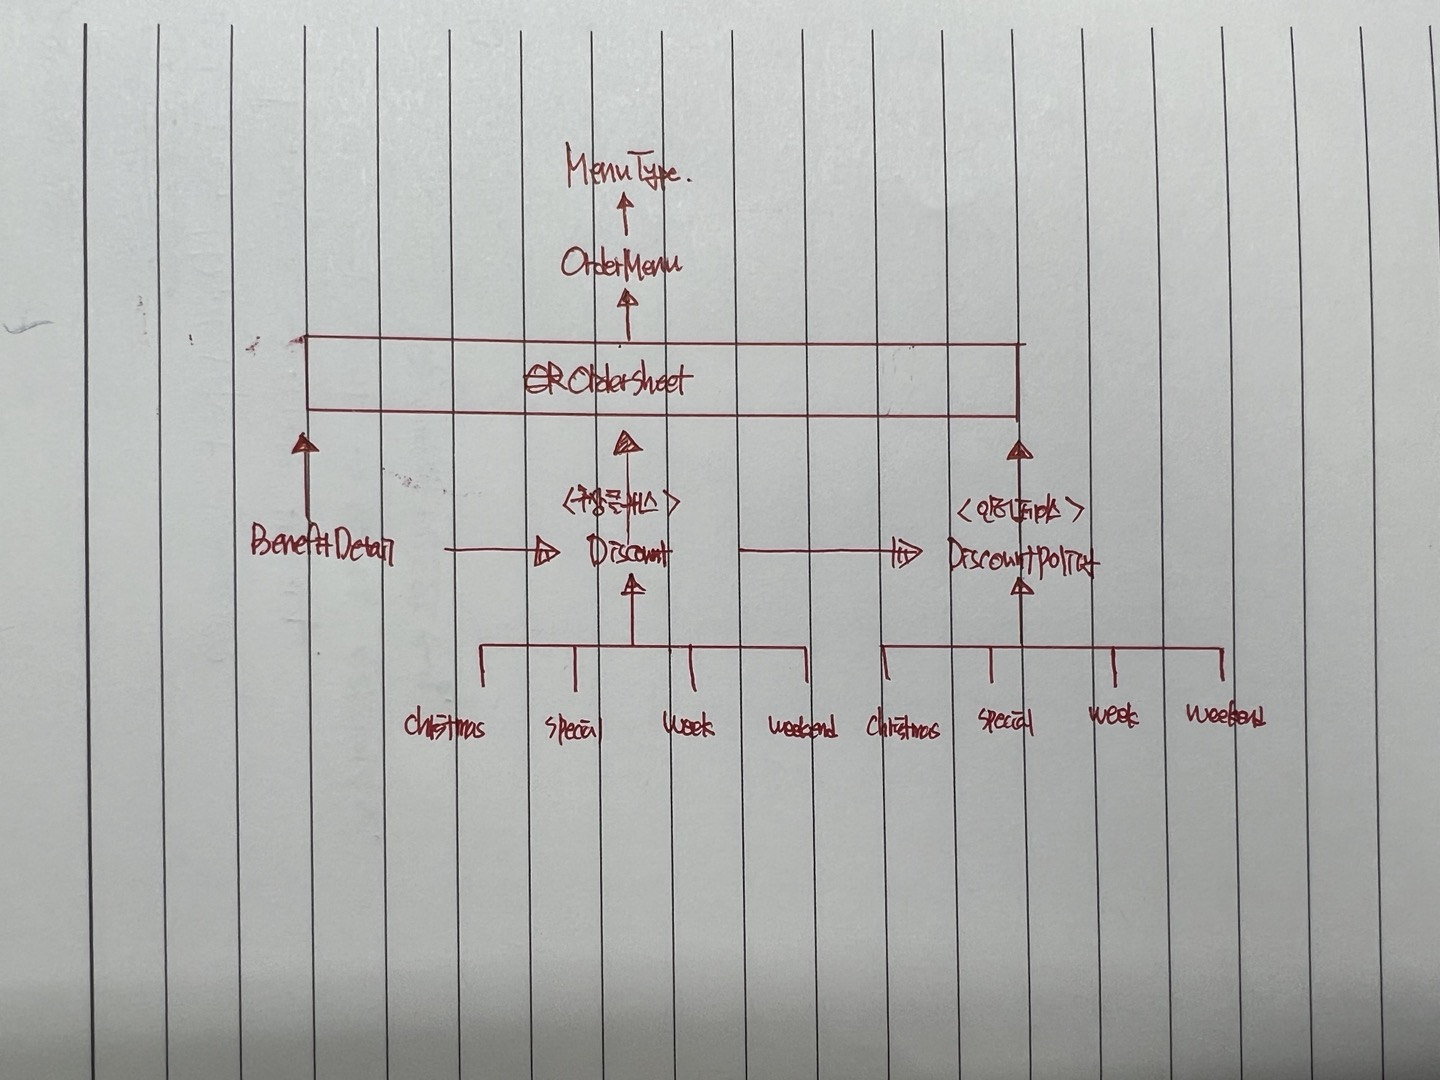 MenuType.
OrderMenu
Ordersheet
<추상클래스>
<인터페이스>
BenefitDetail
Discount
DiscountPolicy
christmas
special
week
weekend
christmas
special
week
weekend